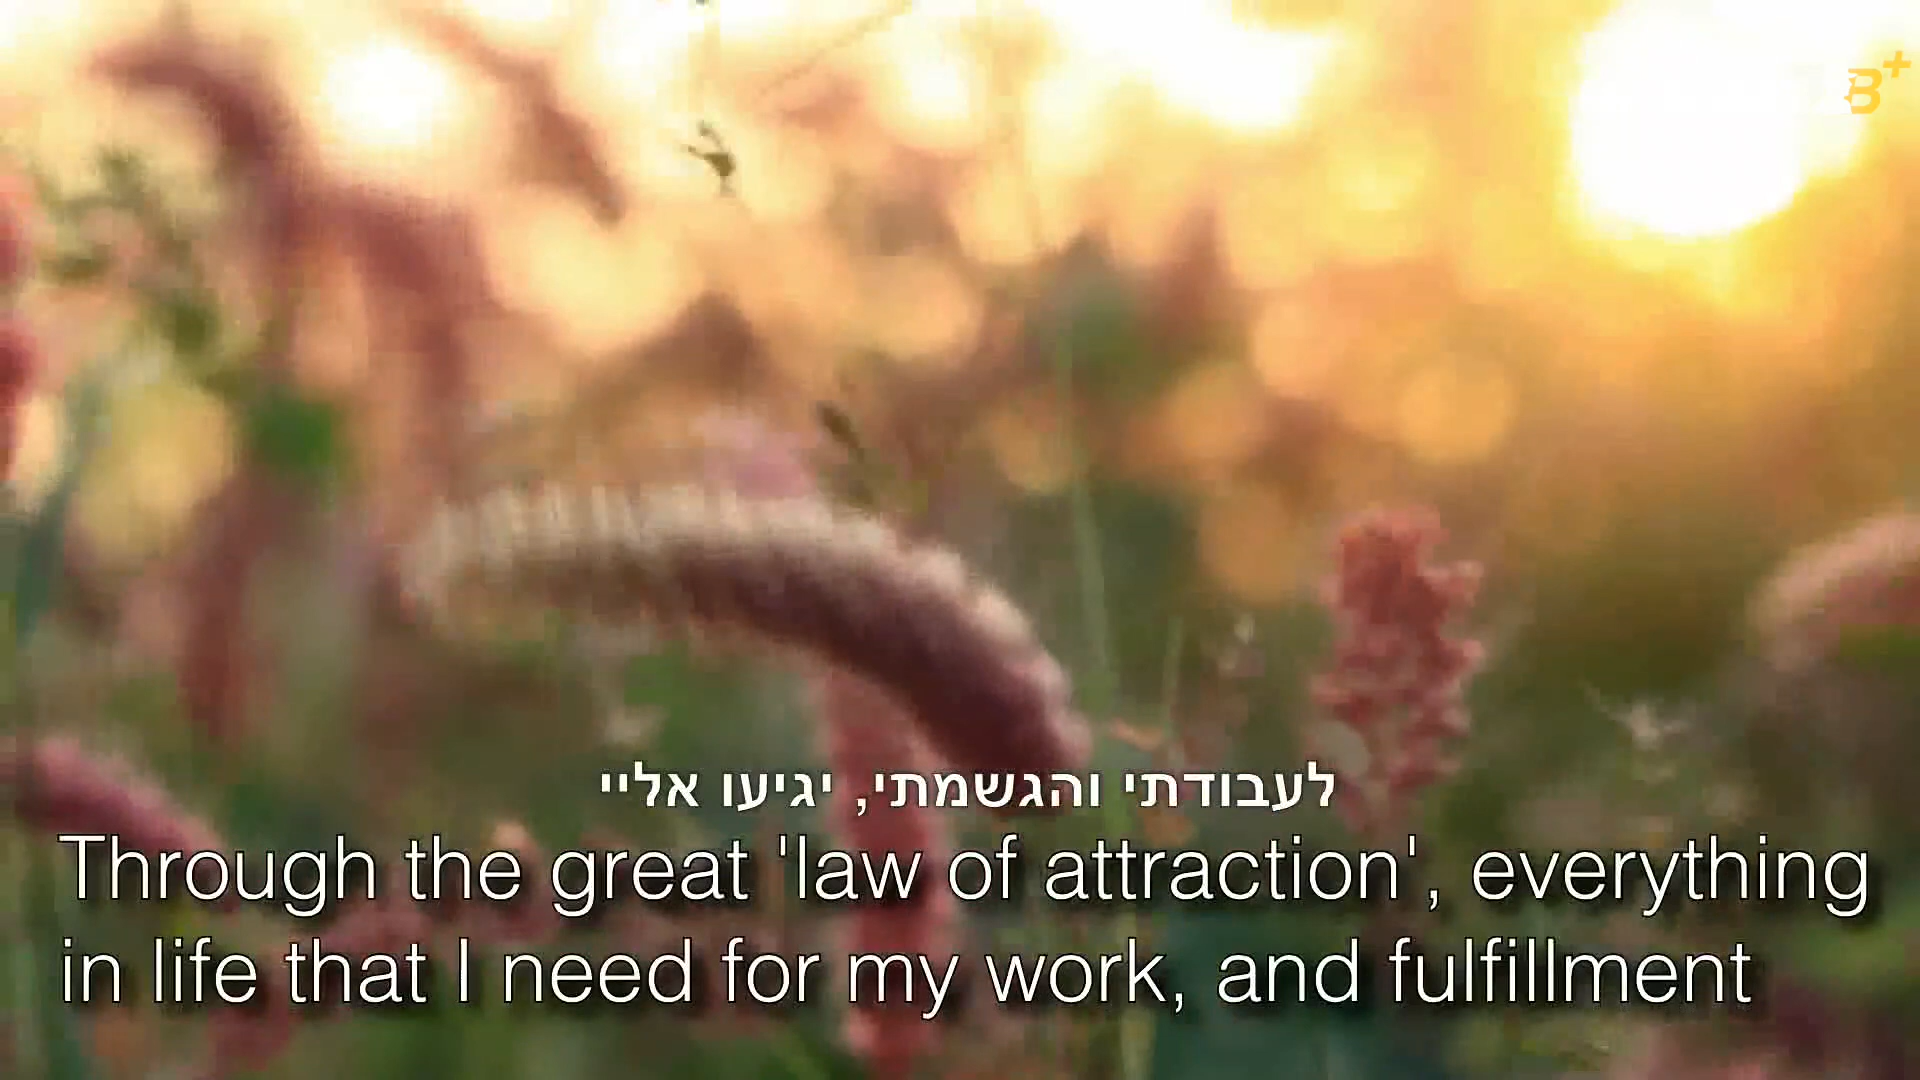 B+
לעבודתי והגשמתי, יגיעו אליי
Through the great 'law of attraction', everything
in life that I need for my work, and fulfillment